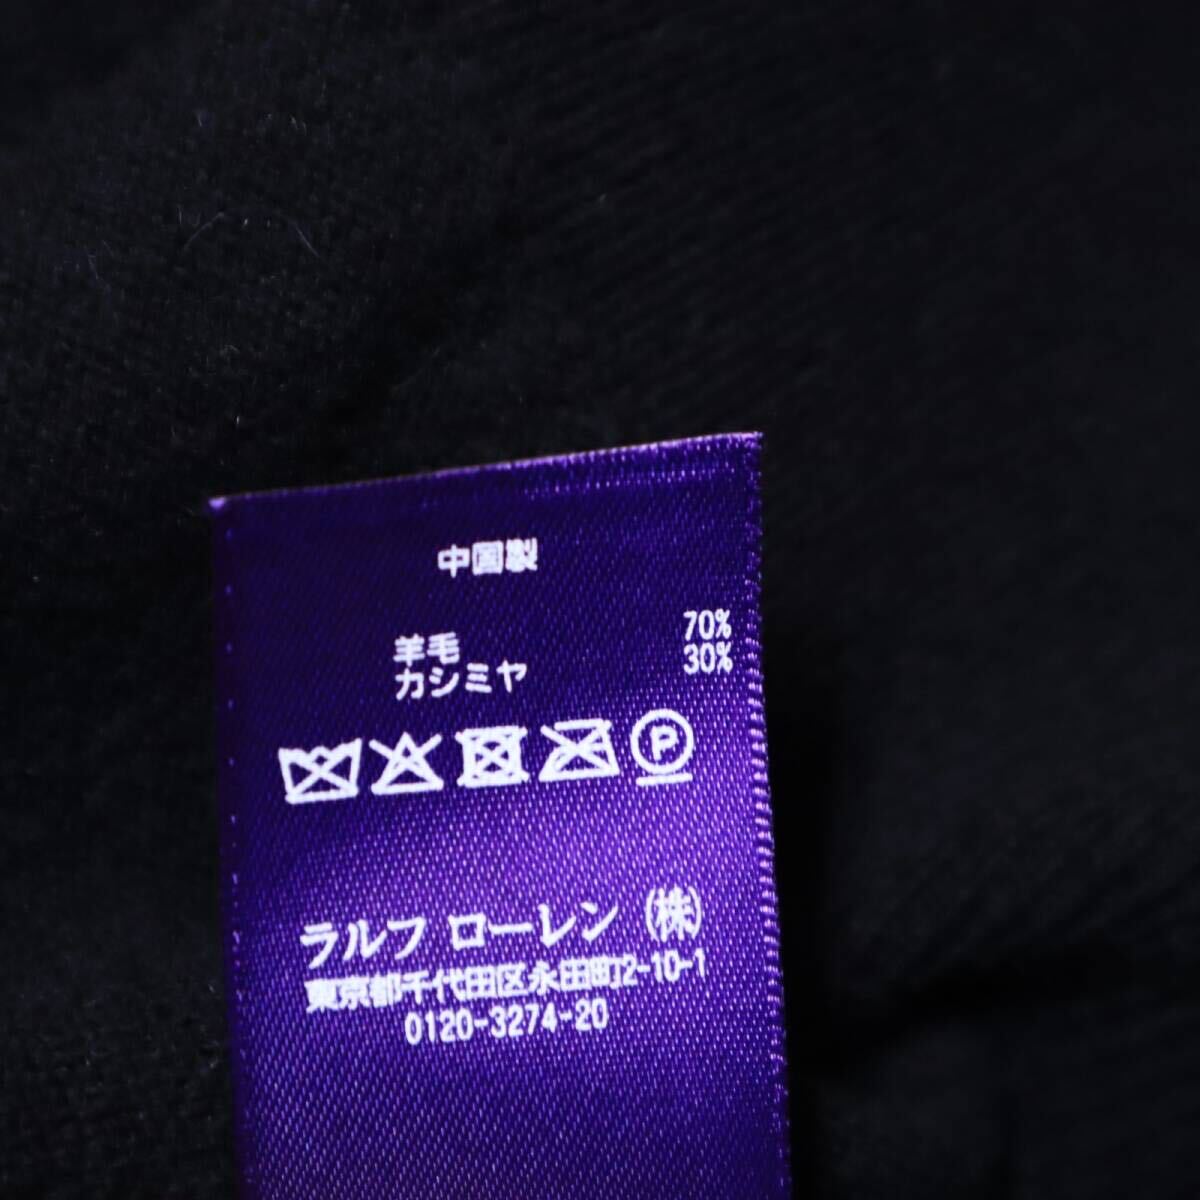 中国製
羊毛 70%
カシミヤ 30%
P
ラルフ ローレン (株)
東京都千代田区永田町2-10-1
0120-3274-20